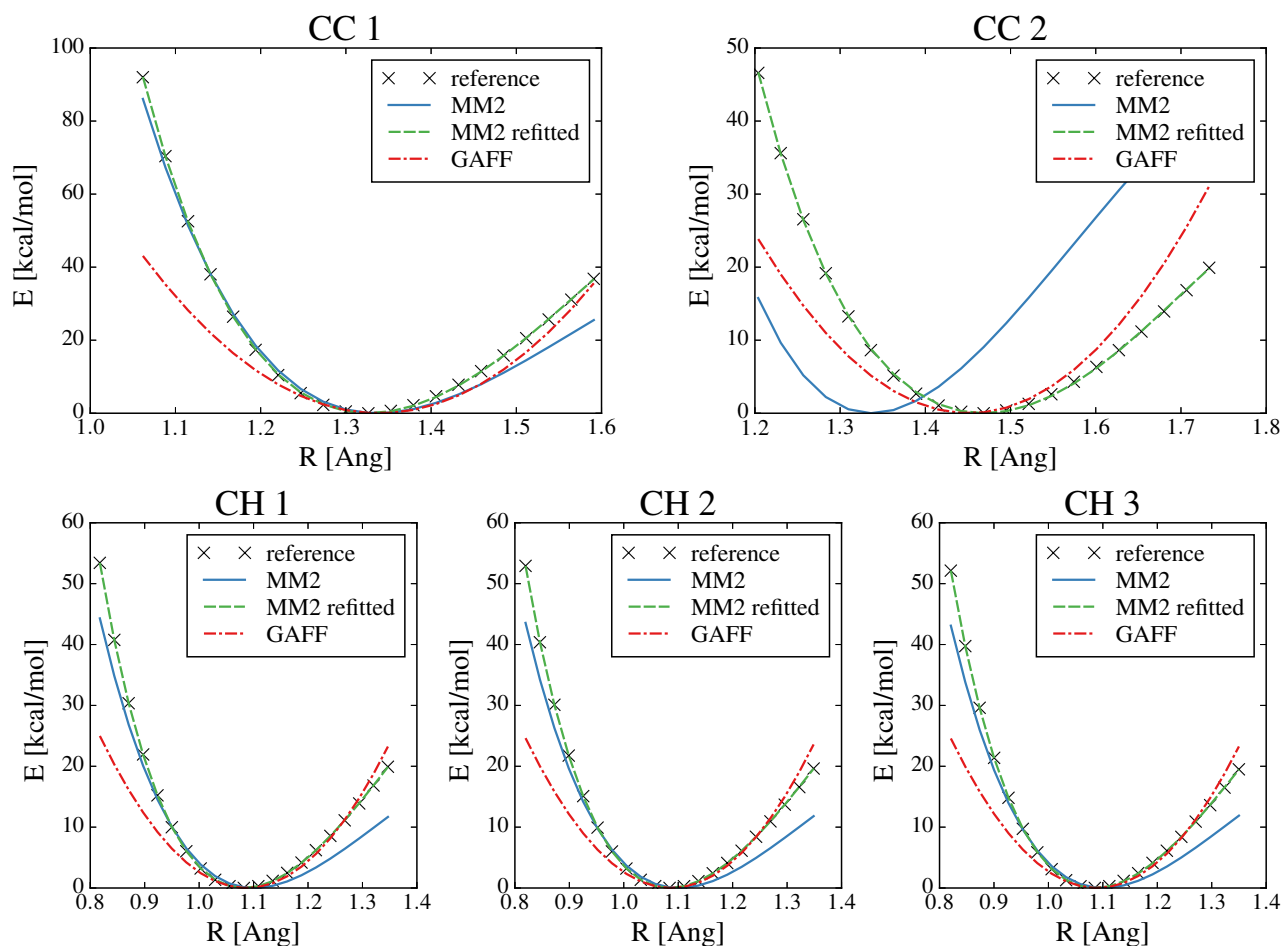 CC 1
E [kcal/mol]
100
80
60
40
20
0
1.0 1.1 1.2 1.3 1.4 1.5 1.6
R [Ang]
reference
MM2
MM2 refitted
GAFF
CC 2
E [kcal/mol]
50
40
30
20
10
0
1.2 1.3 1.4 1.5 1.6 1.7 1.8
R [Ang]
reference
MM2
MM2 refitted
GAFF
CH 1
E [kcal/mol]
60
50
40
30
20
10
0
0.8 0.9 1.0 1.1 1.2 1.3 1.4
R [Ang]
reference
MM2
MM2 refitted
GAFF
CH 2
E [kcal/mol]
60
50
40
30
20
10
0
0.8 0.9 1.0 1.1 1.2 1.3 1.4
R [Ang]
reference
MM2
MM2 refitted
GAFF
CH 3
E [kcal/mol]
60
50
40
30
20
10
0
0.8 0.9 1.0 1.1 1.2 1.3 1.4
R [Ang]
reference
MM2
MM2 refitted
GAFF